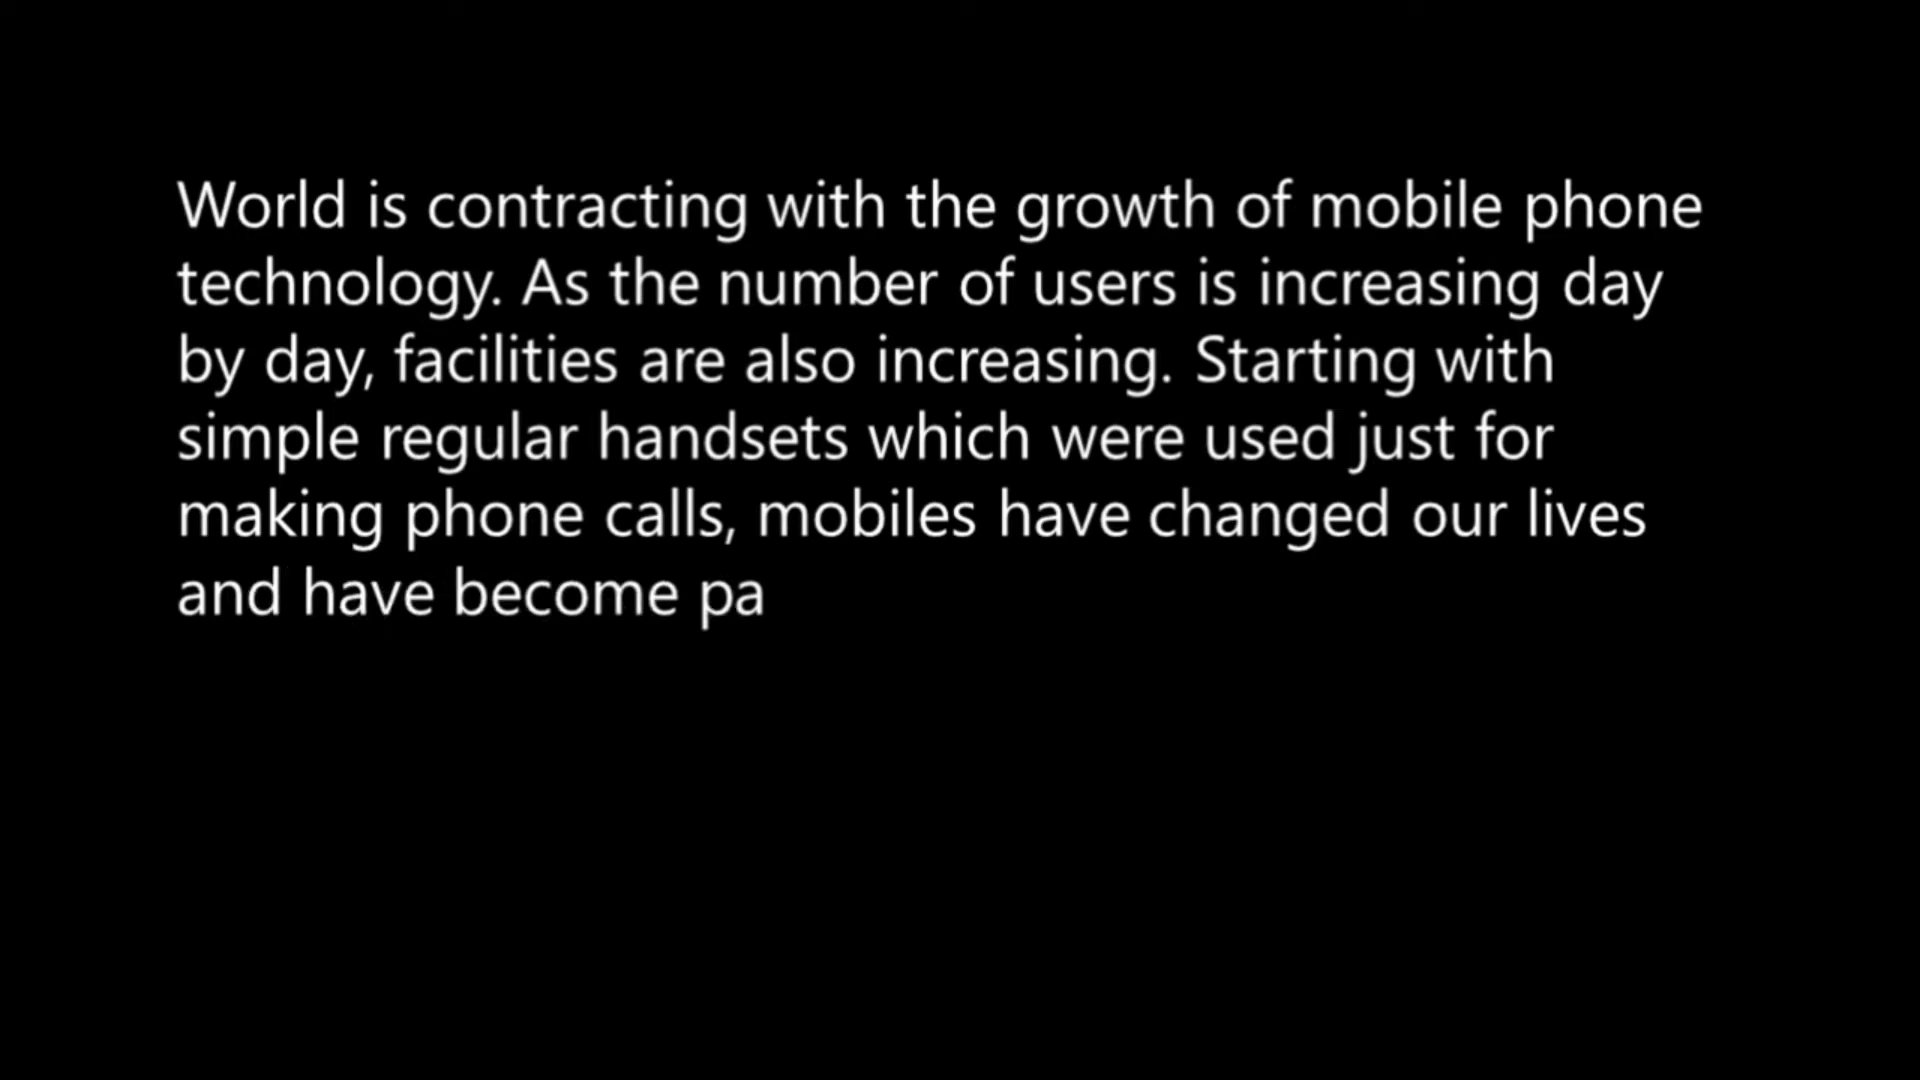 World is contracting with the growth of mobile phone
technology. As the number of users is increasing day
by day, facilities are also increasing. Starting with
simple regular handsets which were used just for
making phone calls, mobiles have changed our lives
and have become pa